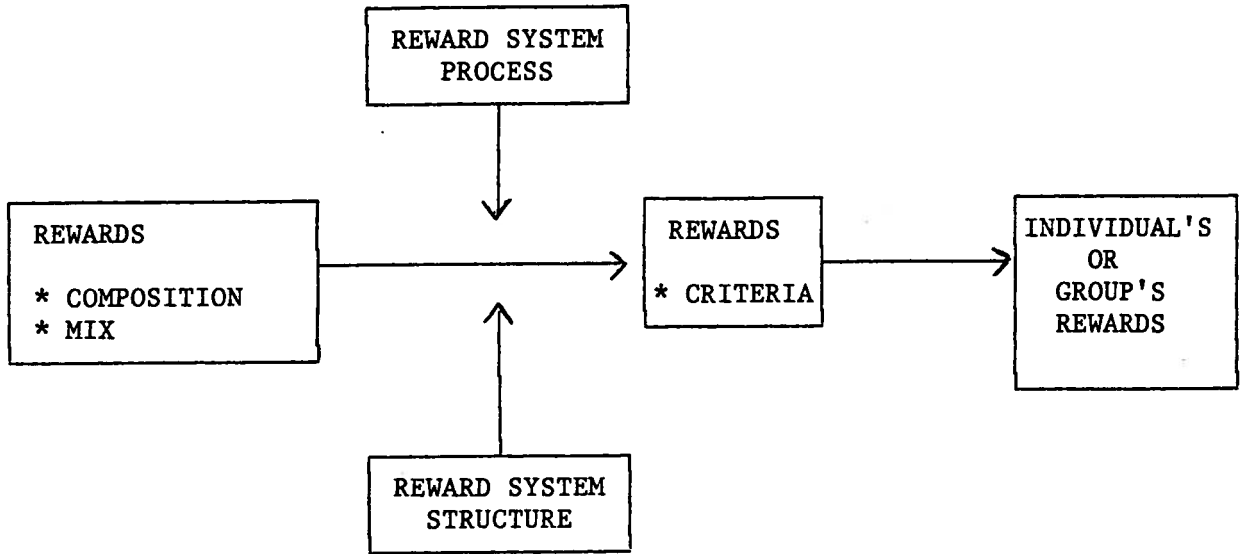 REWARD SYSTEM
PROCESS
REWARDS
* COMPOSITION
* MIX
REWARDS
* CRITERIA
INDIVIDUAL'S
OR
GROUP'S
REWARDS
REWARD SYSTEM
STRUCTURE